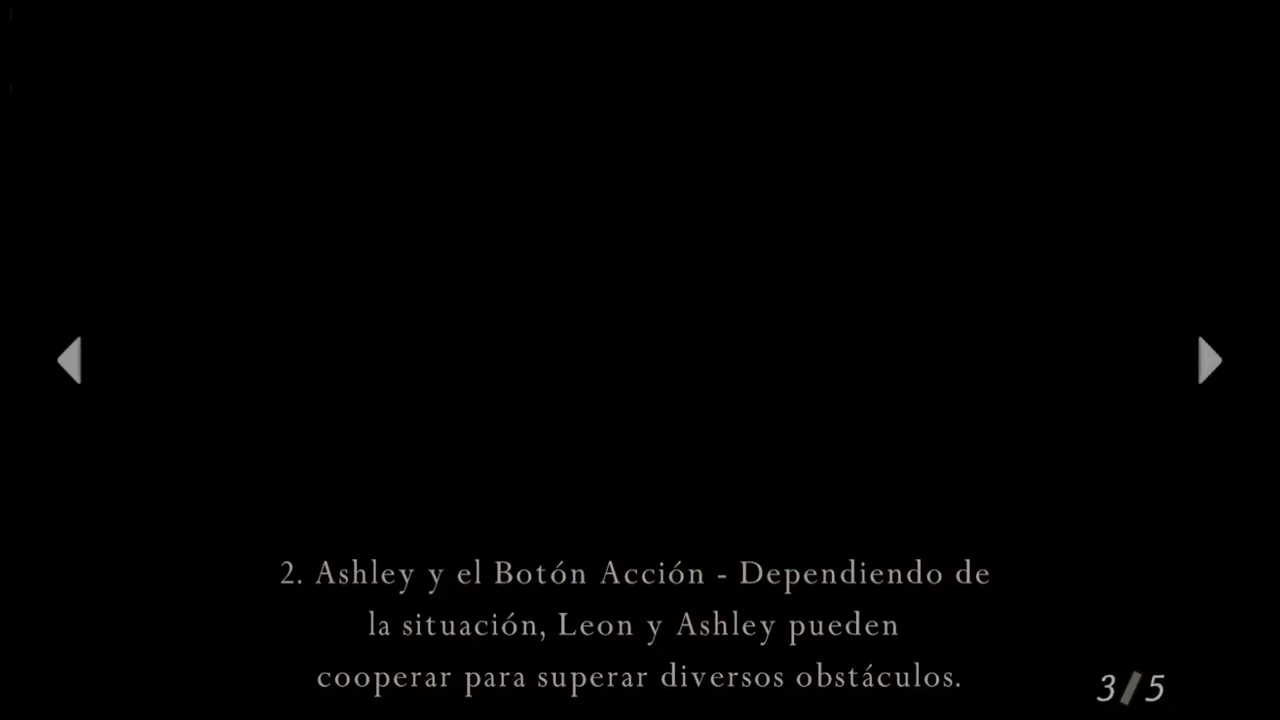 2. Ashley y el Botón Acción - Dependiendo de
la situación, Leon y Ashley pueden
cooperar para superar diversos obstáculos.
3/5